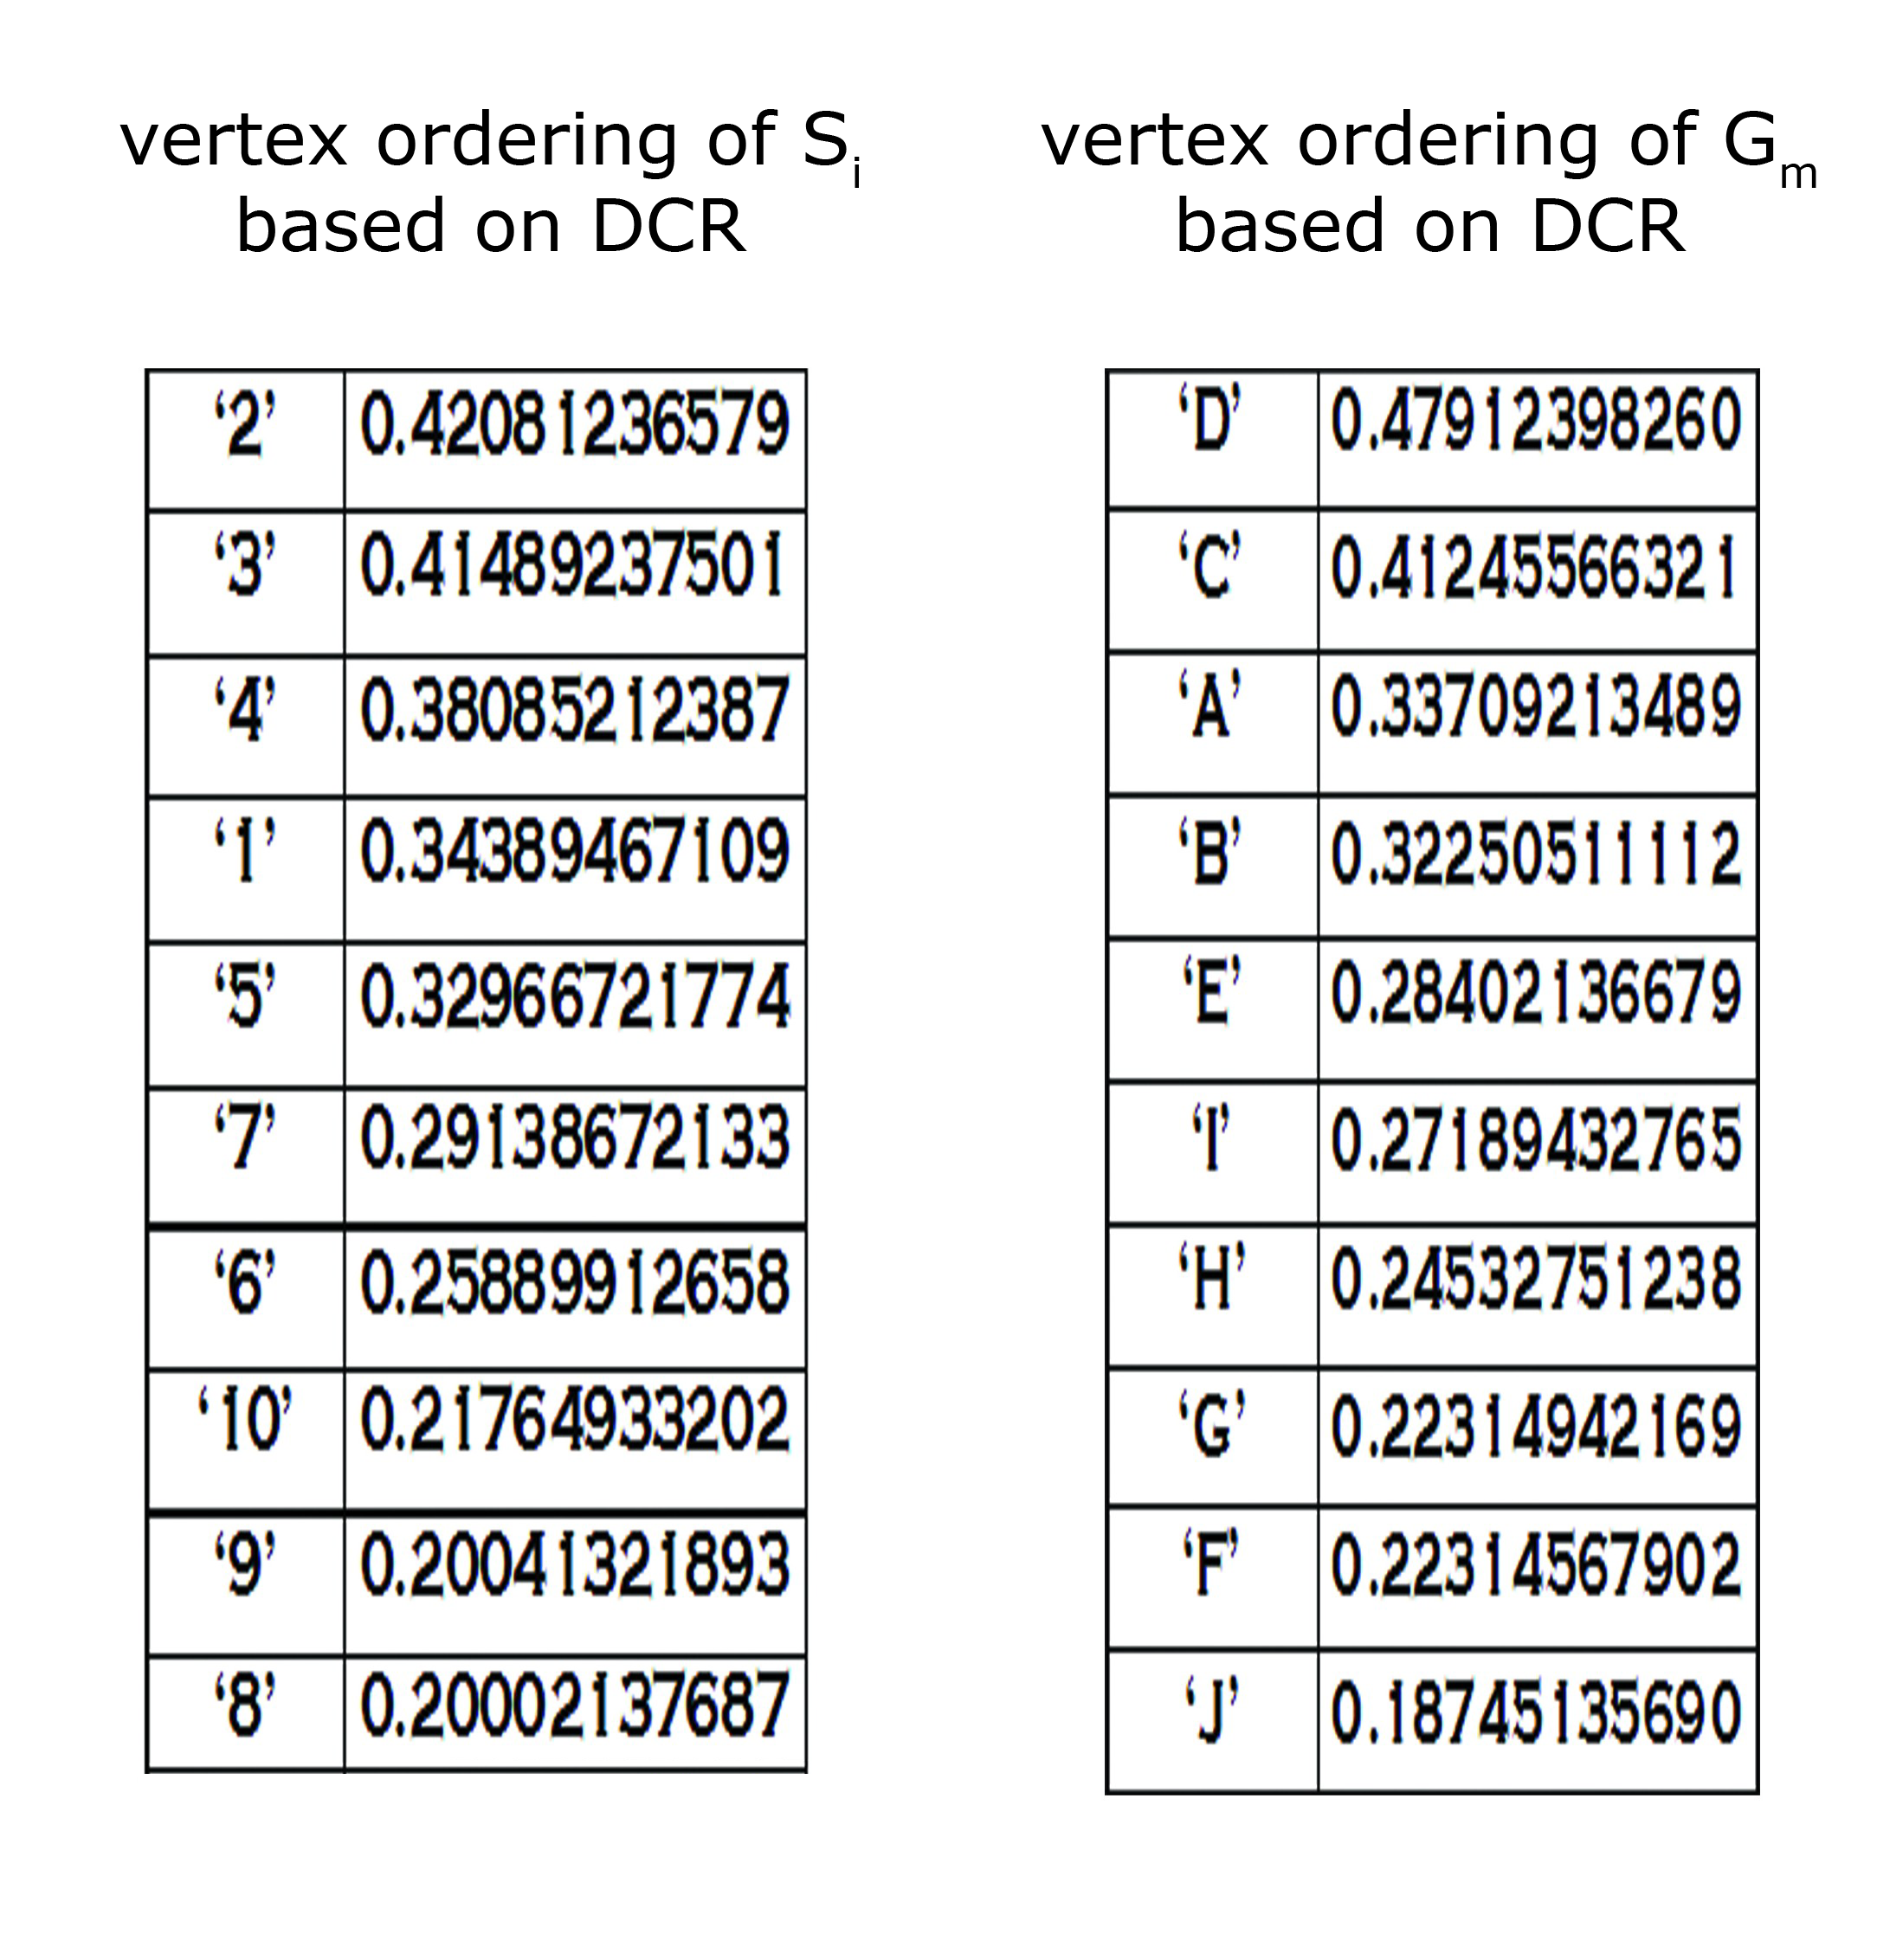 vertex ordering of Si
based on DCR
‘2’ 0.42081236579
‘3’ 0.41489237501
‘4’ 0.38085212387
‘1’ 0.34389467109
‘5’ 0.32966721774
‘7’ 0.29138672133
‘6’ 0.25889912658
‘10’ 0.21764933202
‘9’ 0.20041321893
‘8’ 0.20002137687
vertex ordering of Gm
based on DCR
‘D’ 0.47912398260
‘C’ 0.41245566321
‘A’ 0.33709213489
‘B’ 0.32250511112
‘E’ 0.28402136679
‘I’ 0.27189432765
‘H’ 0.24532751238
‘G’ 0.22314942169
‘F’ 0.22314567902
‘J’ 0.18745135690